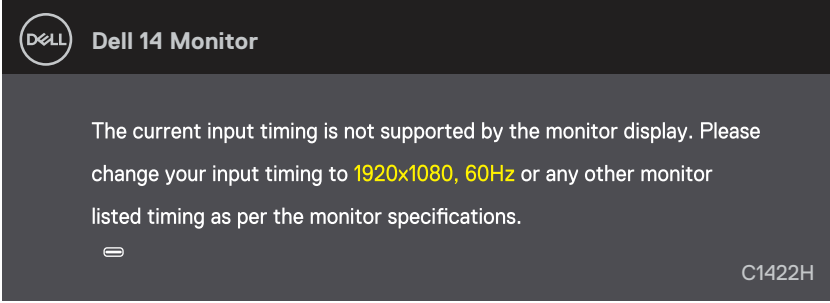 DELL
Dell 14 Monitor
The current input timing is not supported by the monitor display. Please
change your input timing to 1920x1080, 60Hz or any other monitor
listed timing as per the monitor specifications.
C1422H